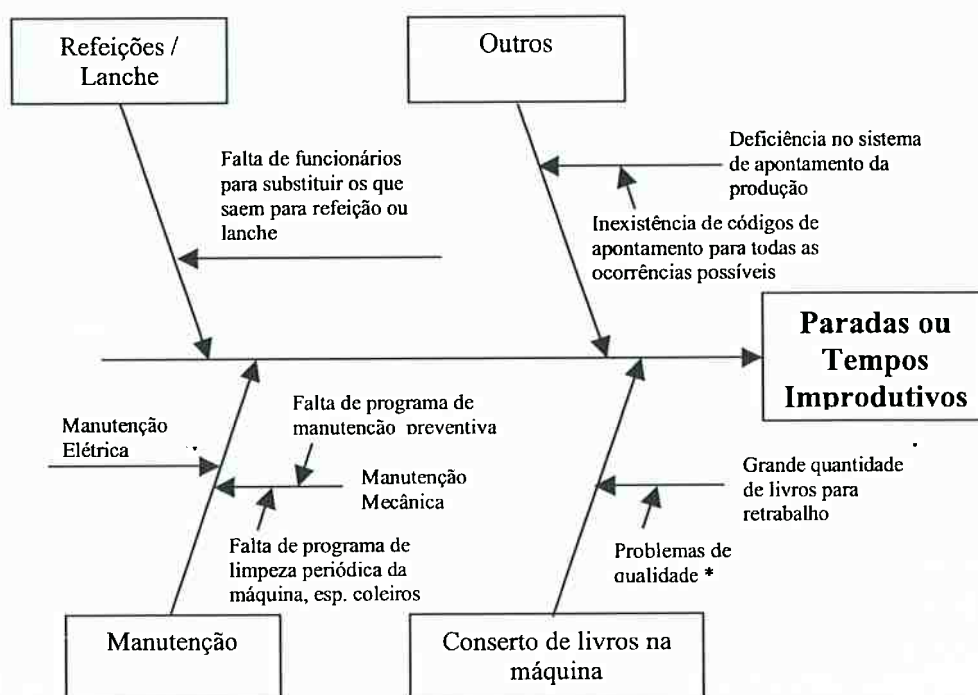 Refeições /
Lanche
Outros
Falta de funcionários
para substituir os que
saem para refeição ou
lanche
Deficiência no sistema
de apontamento da
produção
Inexistência de códigos de
apontamento para todas as
ocorrências possíveis
Paradas ou
Tempos
Improdutivos
Manutenção
Elétrica
Falta de programa de
manutenção preventiva
Manutenção
Mecânica
Falta de programa de
limpeza periódica da
máquina, esp. coleiros
Grande quantidade
de livros para
retrabalho
Problemas de
qualidade *
Manutenção
Conserto de livros na
máquina